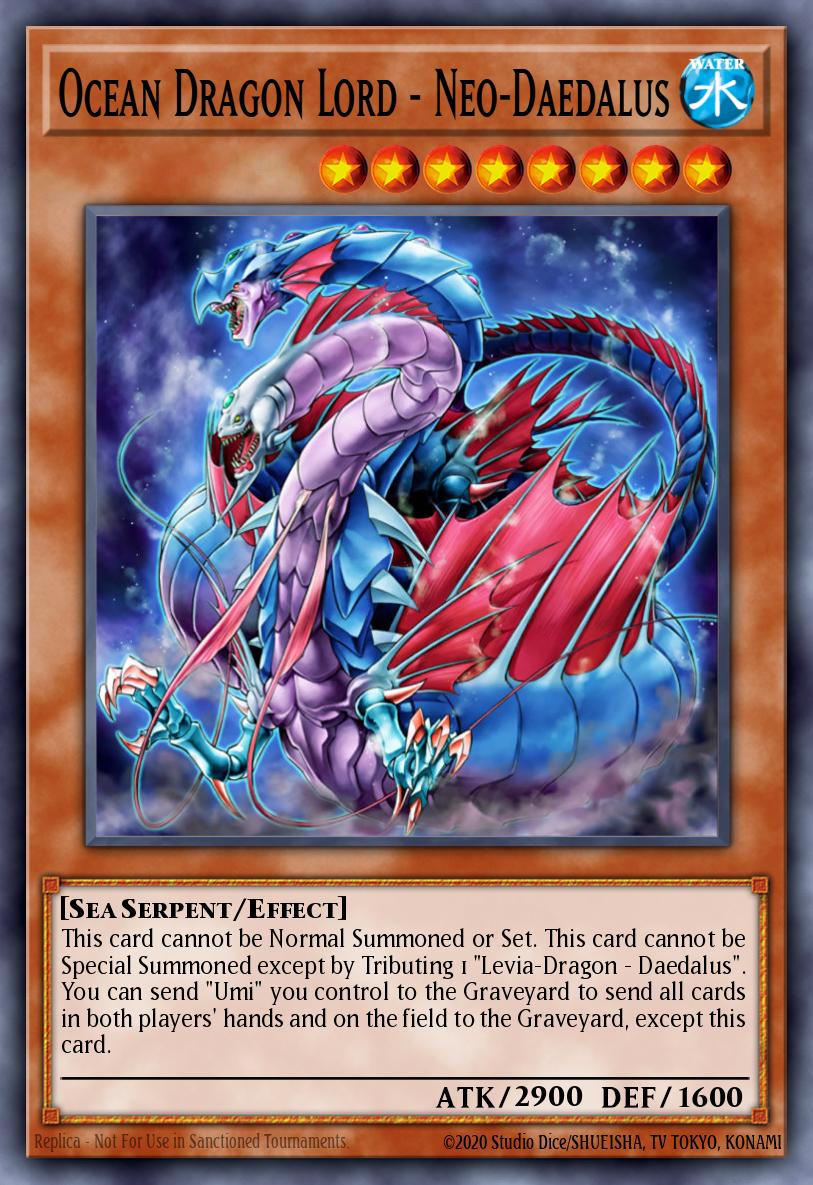 Ocean Dragon Lord - Neo-Daedalus
WATER
水
[Sea Serpent/Effect]
This card cannot be Normal Summoned or Set. This card cannot be
Special Summoned except by Tributing 1 "Levia-Dragon - Daedalus".
You can send "Umi" you control to the Graveyard to send all cards
in both players' hands and on the field to the Graveyard, except this
card.
ATK/2900 DEF/1600
Replica - Not For Use in Sanctioned Tournaments.
©2020 Studio Dice/SHUEISHA, TV TOKYO, KONAMI